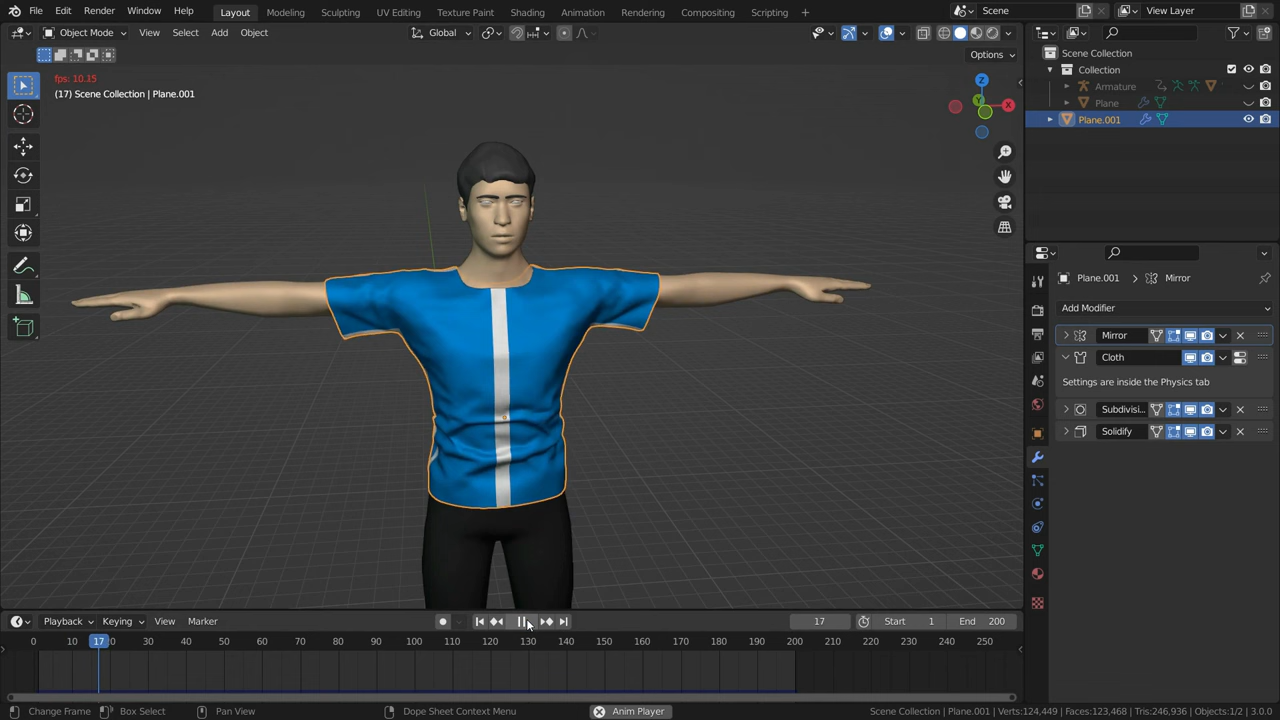 File Edit Render Window Help Layout Modeling Sculpting UV Editing Texture Paint Shading Animation Rendering Compositing Scripting + Scene View Layer
Object Mode View Select Add Object Global
Options
fps: 10.15
(17) Scene Collection | Plane.001
Z
Y
X
Scene Collection
Collection
Armature
Plane
Plane.001
Plane.001 > Mirror
Add Modifier
Mirror
Cloth
Settings are inside the Physics tab
Subdivisi...
Solidify
Playback Keying View Marker 17 Start 1 End 200
0 10 17 20 30 40 50 60 70 80 90 100 110 120 130 140 150 160 170 180 190 200 210 220 230 240 250
Change Frame Box Select Pan View Dope Sheet Context Menu Anim Player Scene Collection | Plane.001 | Verts:124,449 | Faces:123,468 | Tris:246,936 | Objects:1/2 | 3.0.0